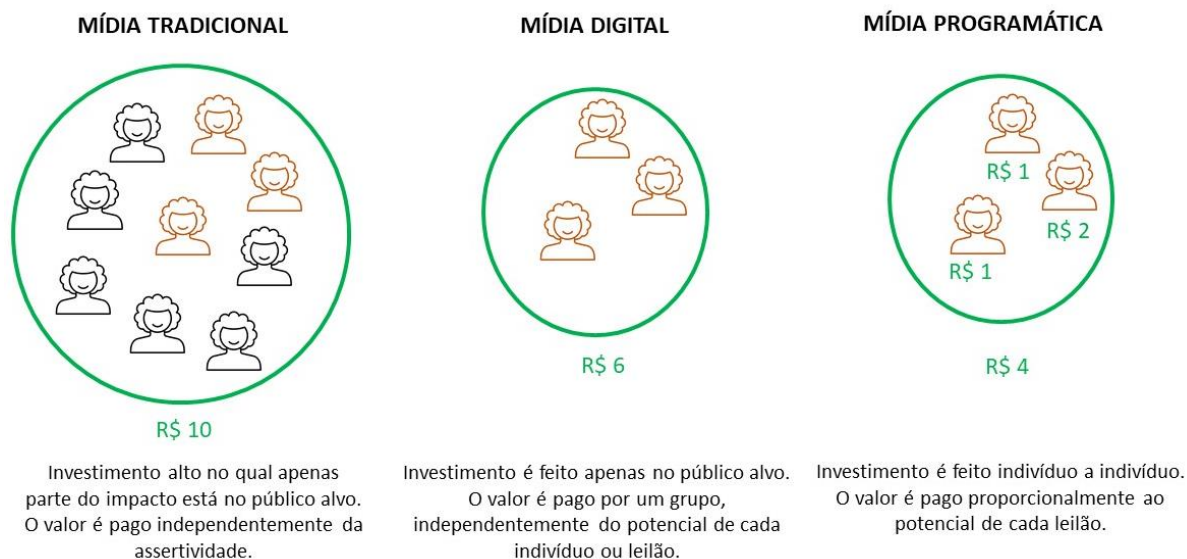 MÍDIA TRADICIONAL
R$ 10
Investimento alto no qual apenas
parte do impacto está no público alvo.
O valor é pago independentemente da
assertividade.
MÍDIA DIGITAL
R$ 6
Investimento é feito apenas no público alvo.
O valor é pago por um grupo,
independentemente do potencial de cada
indivíduo ou leilão.
MÍDIA PROGRAMÁTICA
R$ 1
R$ 2
R$ 1
R$ 4
Investimento é feito indivíduo a indivíduo.
O valor é pago proporcionalmente ao
potencial de cada leilão.